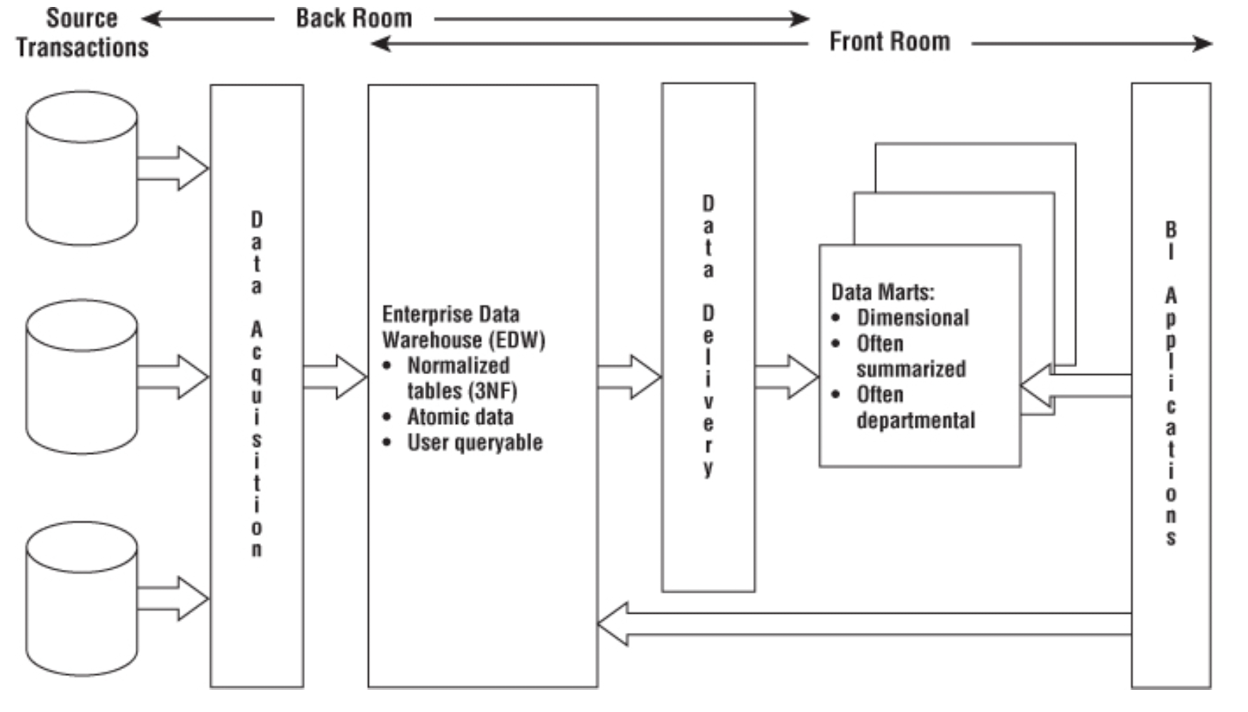 Source
Transactions
Back Room
Front Room
Data Acquisition
Enterprise Data
Warehouse (EDW)
• Normalized
tables (3NF)
• Atomic data
• User queryable
Data Delivery
Data Marts:
• Dimensional
• Often
summarized
• Often
departmental
BI Applications